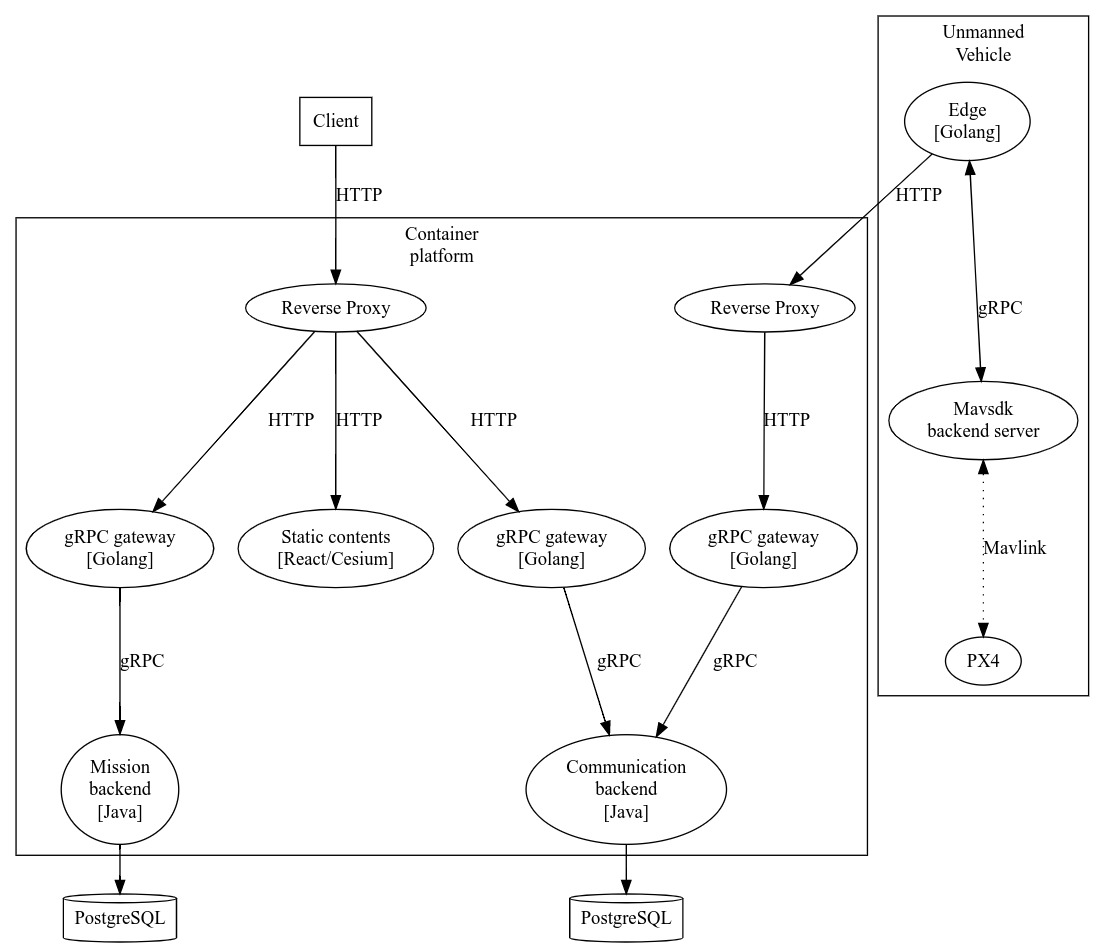 Unmanned
Vehicle
Edge
[Golang]
Client
HTTP
HTTP
Container
platform
Reverse Proxy
Reverse Proxy
gRPC
HTTP
HTTP
HTTP
HTTP
Mavsdk
backend server
gRPC gateway
[Golang]
Static contents
[React/Cesium]
gRPC gateway
[Golang]
gRPC gateway
[Golang]
Mavlink
gRPC
gRPC
gRPC
PX4
Mission
backend
[Java]
Communication
backend
[Java]
PostgreSQL
PostgreSQL